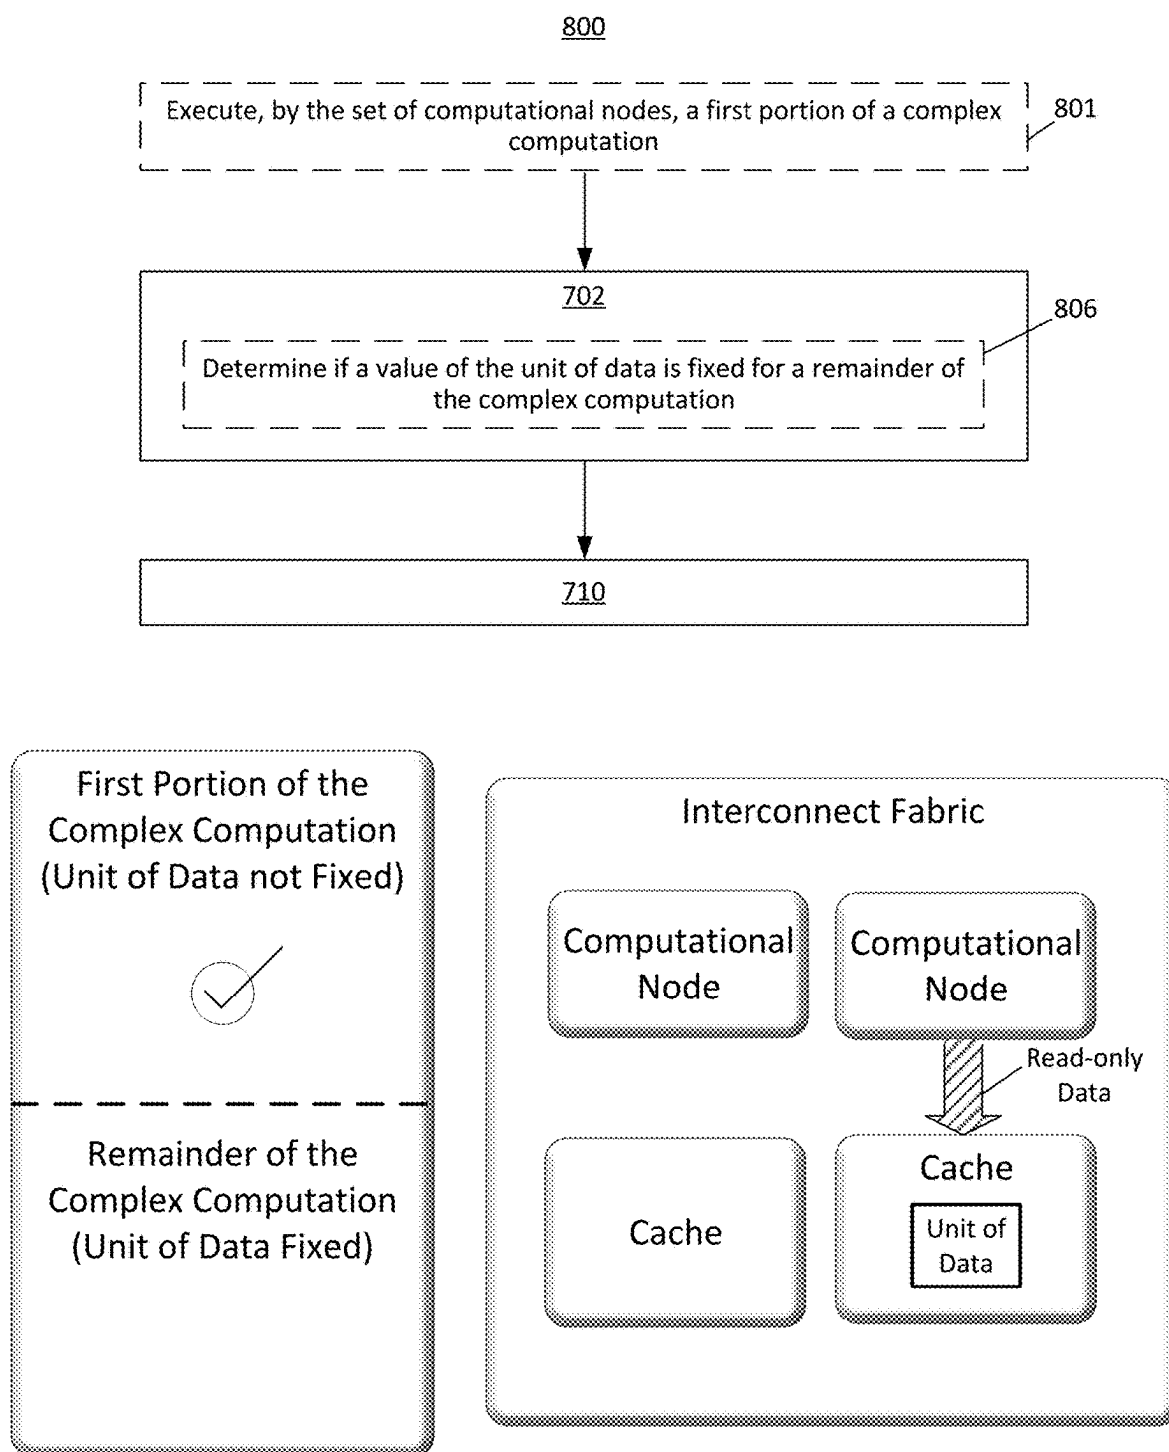 800
Execute, by the set of computational nodes, a first portion of a complex
computation
801
702
806
Determine if a value of the unit of data is fixed for a remainder of
the complex computation
710
First Portion of the
Complex Computation
(Unit of Data not Fixed)
Remainder of the
Complex Computation
(Unit of Data Fixed)
Interconnect Fabric
Computational
Node
Computational
Node
Read-only
Data
Cache
Cache
Unit of
Data